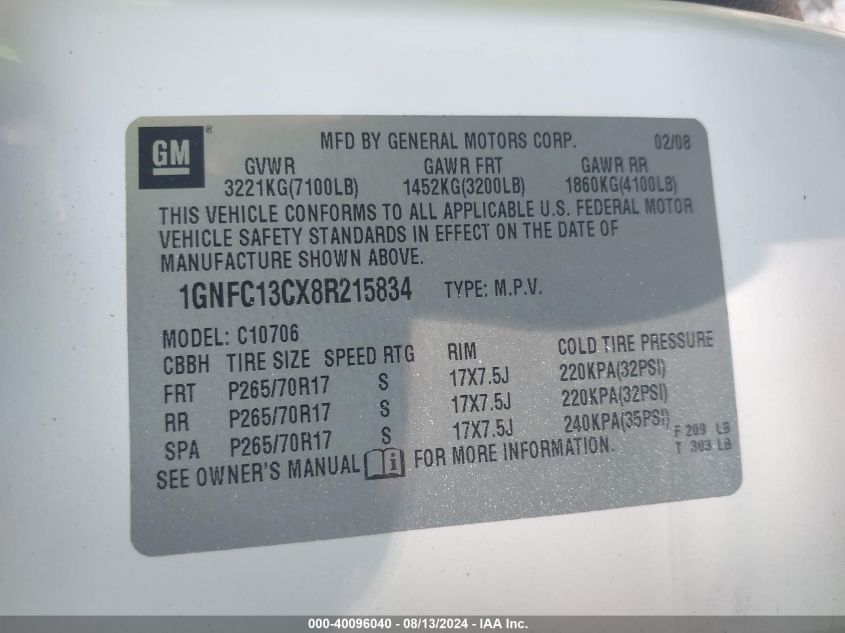 GM®
MFD BY GENERAL MOTORS CORP. 02/08
GVWR GAWR FRT GAWR RR
3221KG(7100LB) 1452KG(3200LB) 1860KG(4100LB)
THIS VEHICLE CONFORMS TO ALL APPLICABLE U.S. FEDERAL MOTOR
VEHICLE SAFETY STANDARDS IN EFFECT ON THE DATE OF
MANUFACTURE SHOWN ABOVE.
1GNFC13CX8R215834 TYPE: M.P.V.
MODEL: C10706
CBBH TIRE SIZE SPEED RTG RIM COLD TIRE PRESSURE
FRT P265/70R17 S 17X7.5J 220KPA(32PSI)
RR P265/70R17 S 17X7.5J 220KPA(32PSI)
SPA P265/70R17 S 17X7.5J 240KPA(35PSI)
F 209 LB
T 303 LB
SEE OWNER'S MANUAL i FOR MORE INFORMATION.
000-40096040 - 08/13/2024 - IAA Inc.